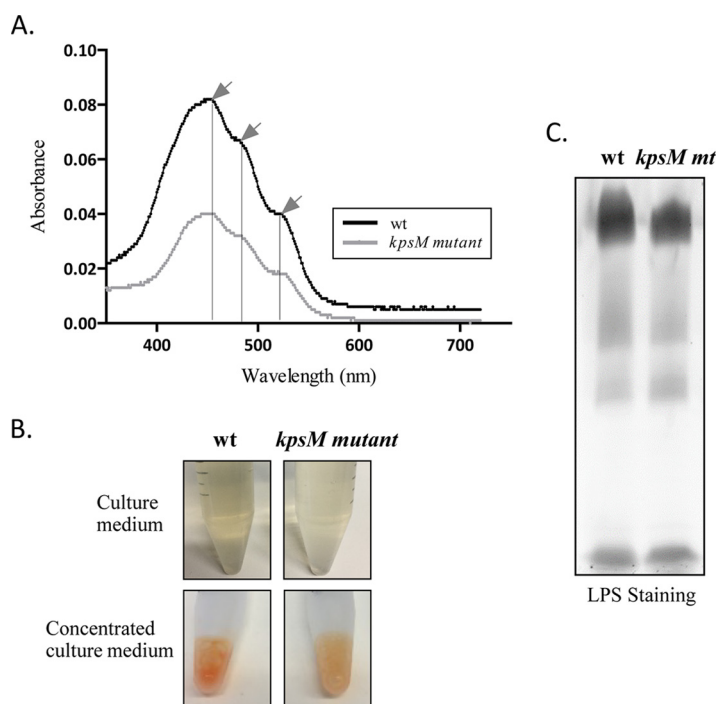 A.
0.10
0.08
0.06
0.04
0.02
0.00
Absorbance
400 500 600 700
Wavelength (nm)
wt
kpsM mutant
B.
wt kpsM mutant
Culture
medium
Concentrated
culture medium
C.
wt kpsM mt
LPS Staining